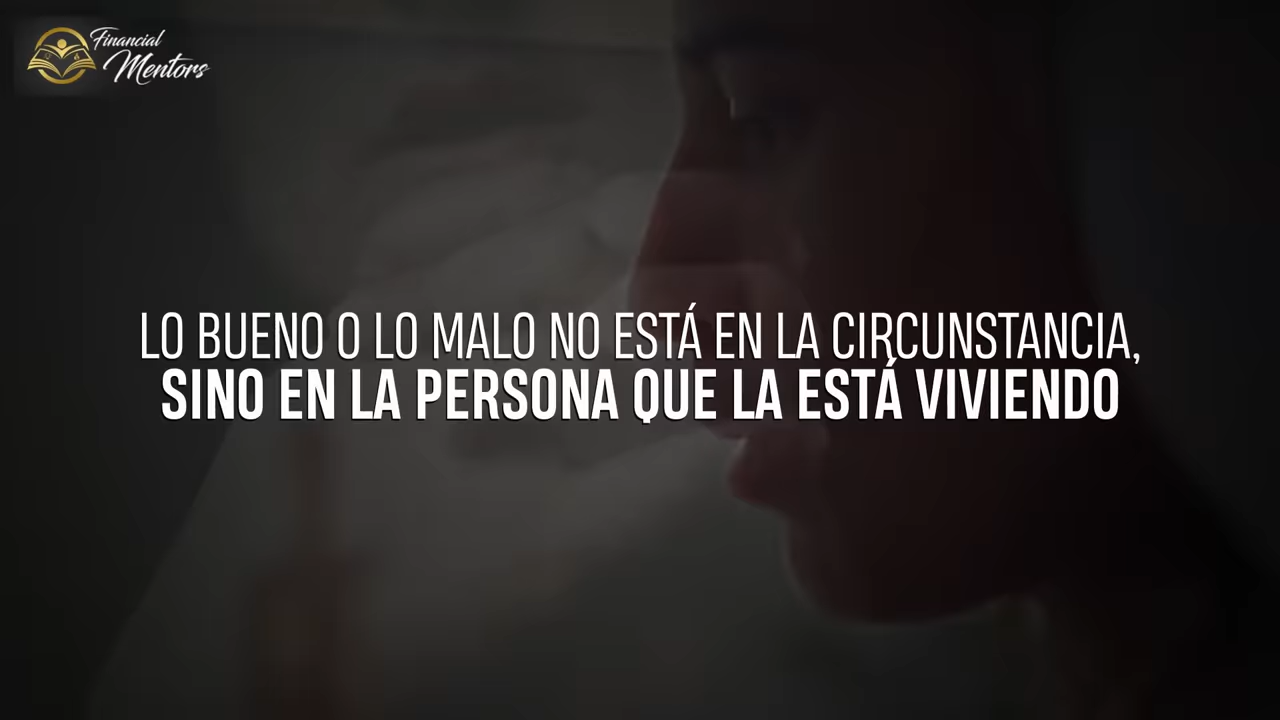 Financial
Mentors
LO BUENO O LO MALO NO ESTÁ EN LA CIRCUNSTANCIA,
SINO EN LA PERSONA QUE LA ESTÁ VIVIENDO